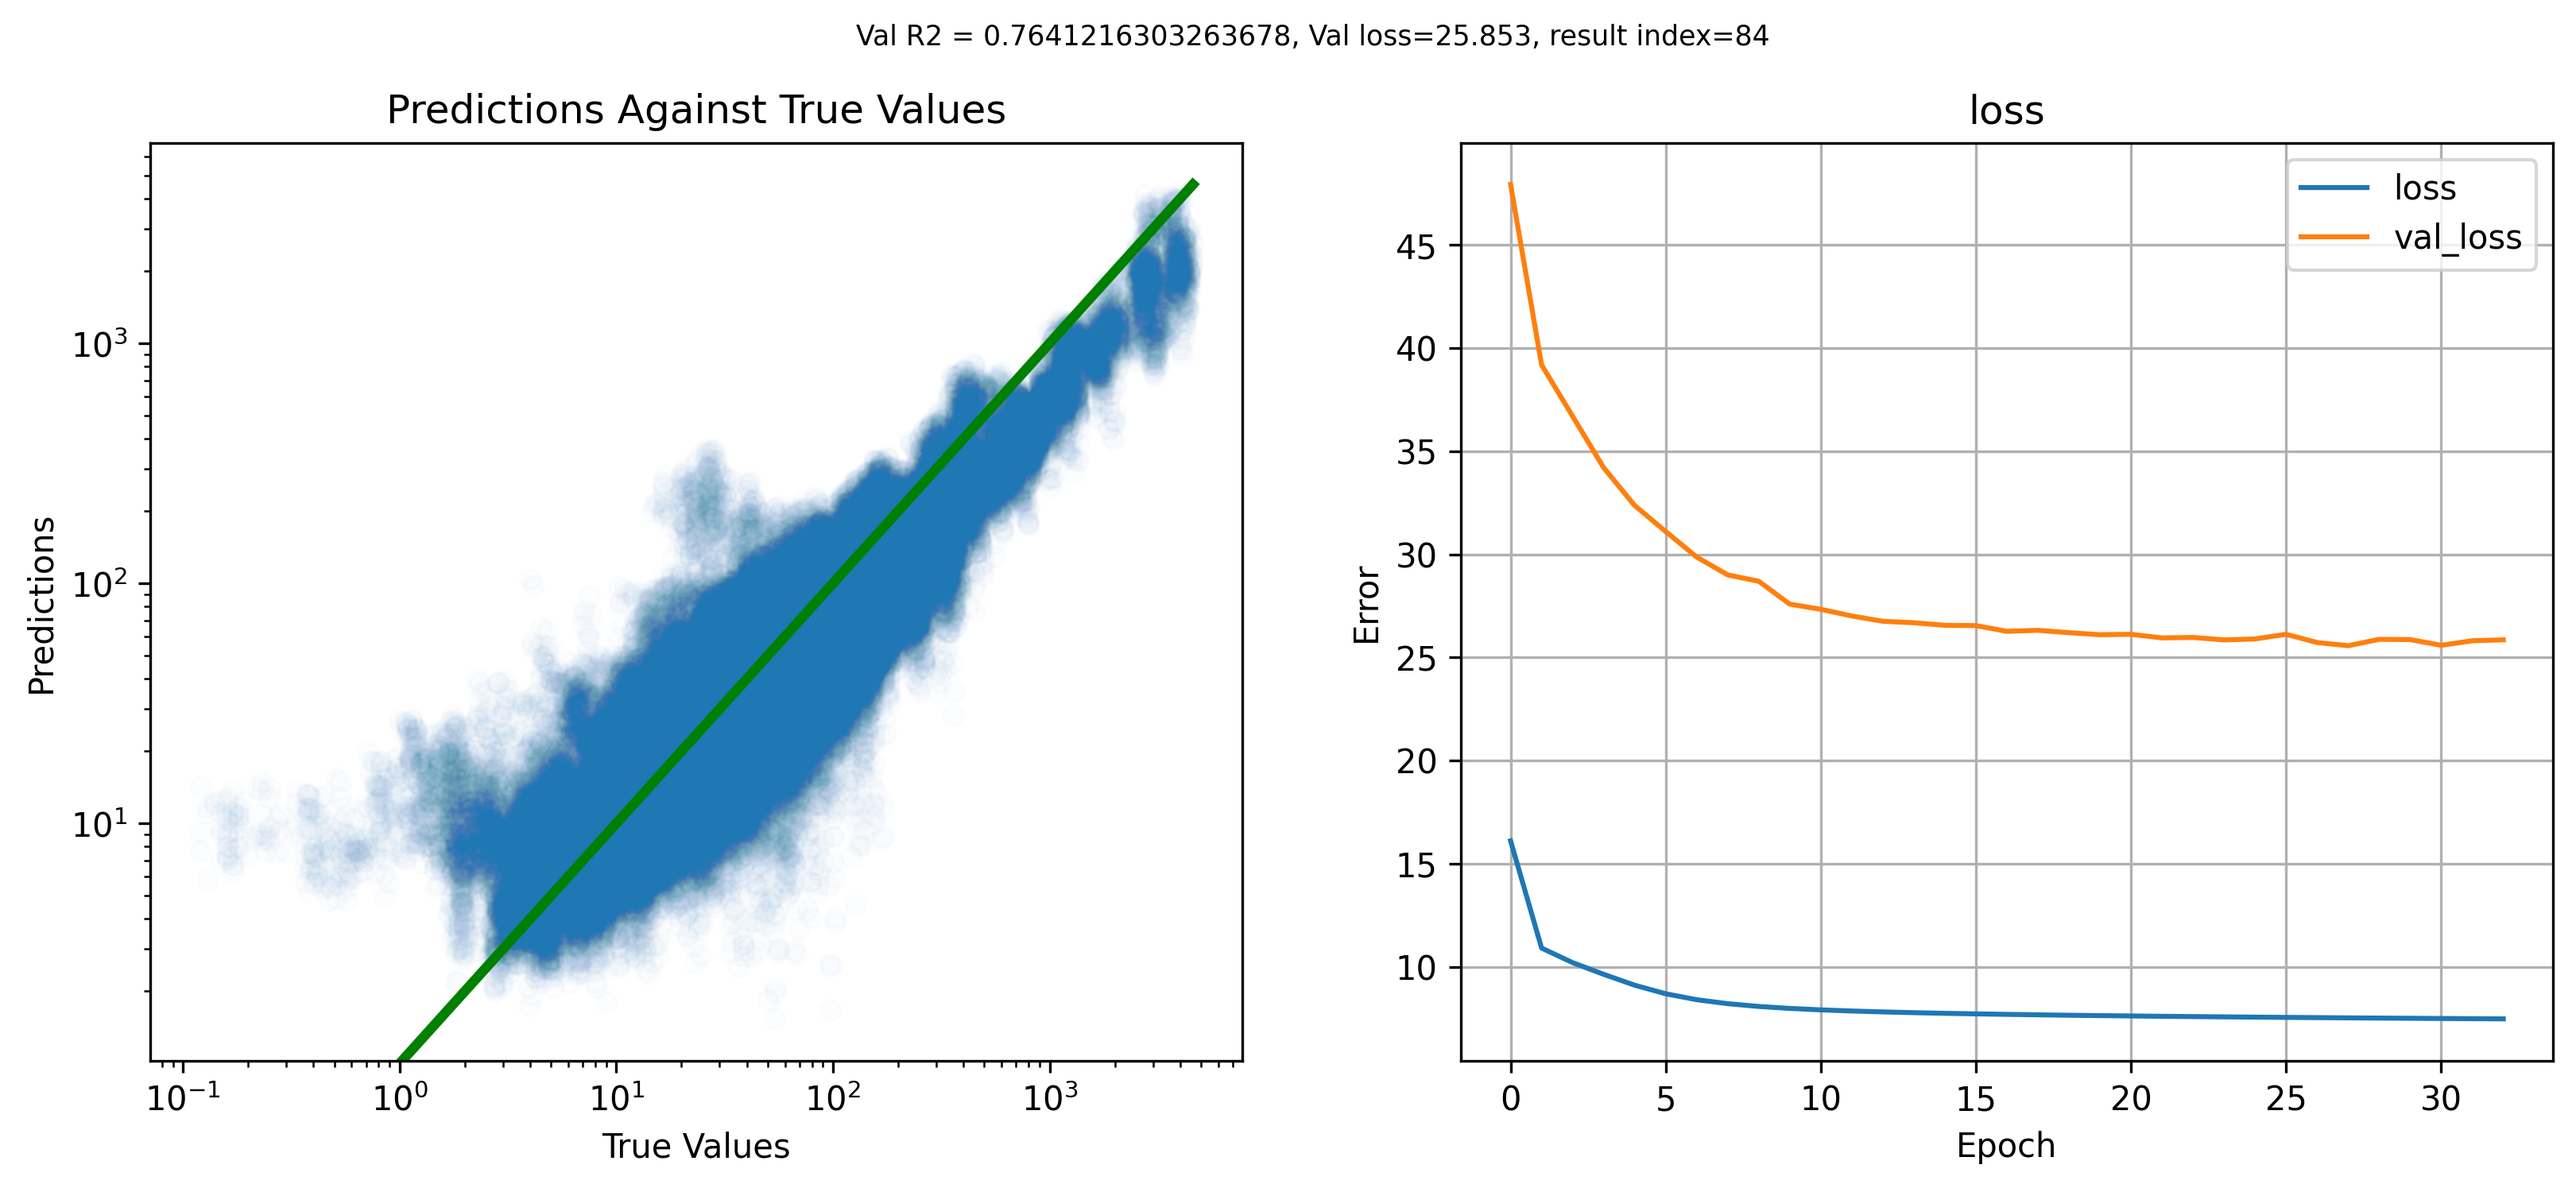 Val R2 = 0.7641216303263678, Val loss=25.853, result index=84
Predictions Against True Values
Predictions
10³
10²
10¹
10⁻¹ 10⁰ 10¹ 10² 10³
True Values
loss
loss
val_loss
Error
45
40
35
30
25
20
15
10
0 5 10 15 20 25 30
Epoch